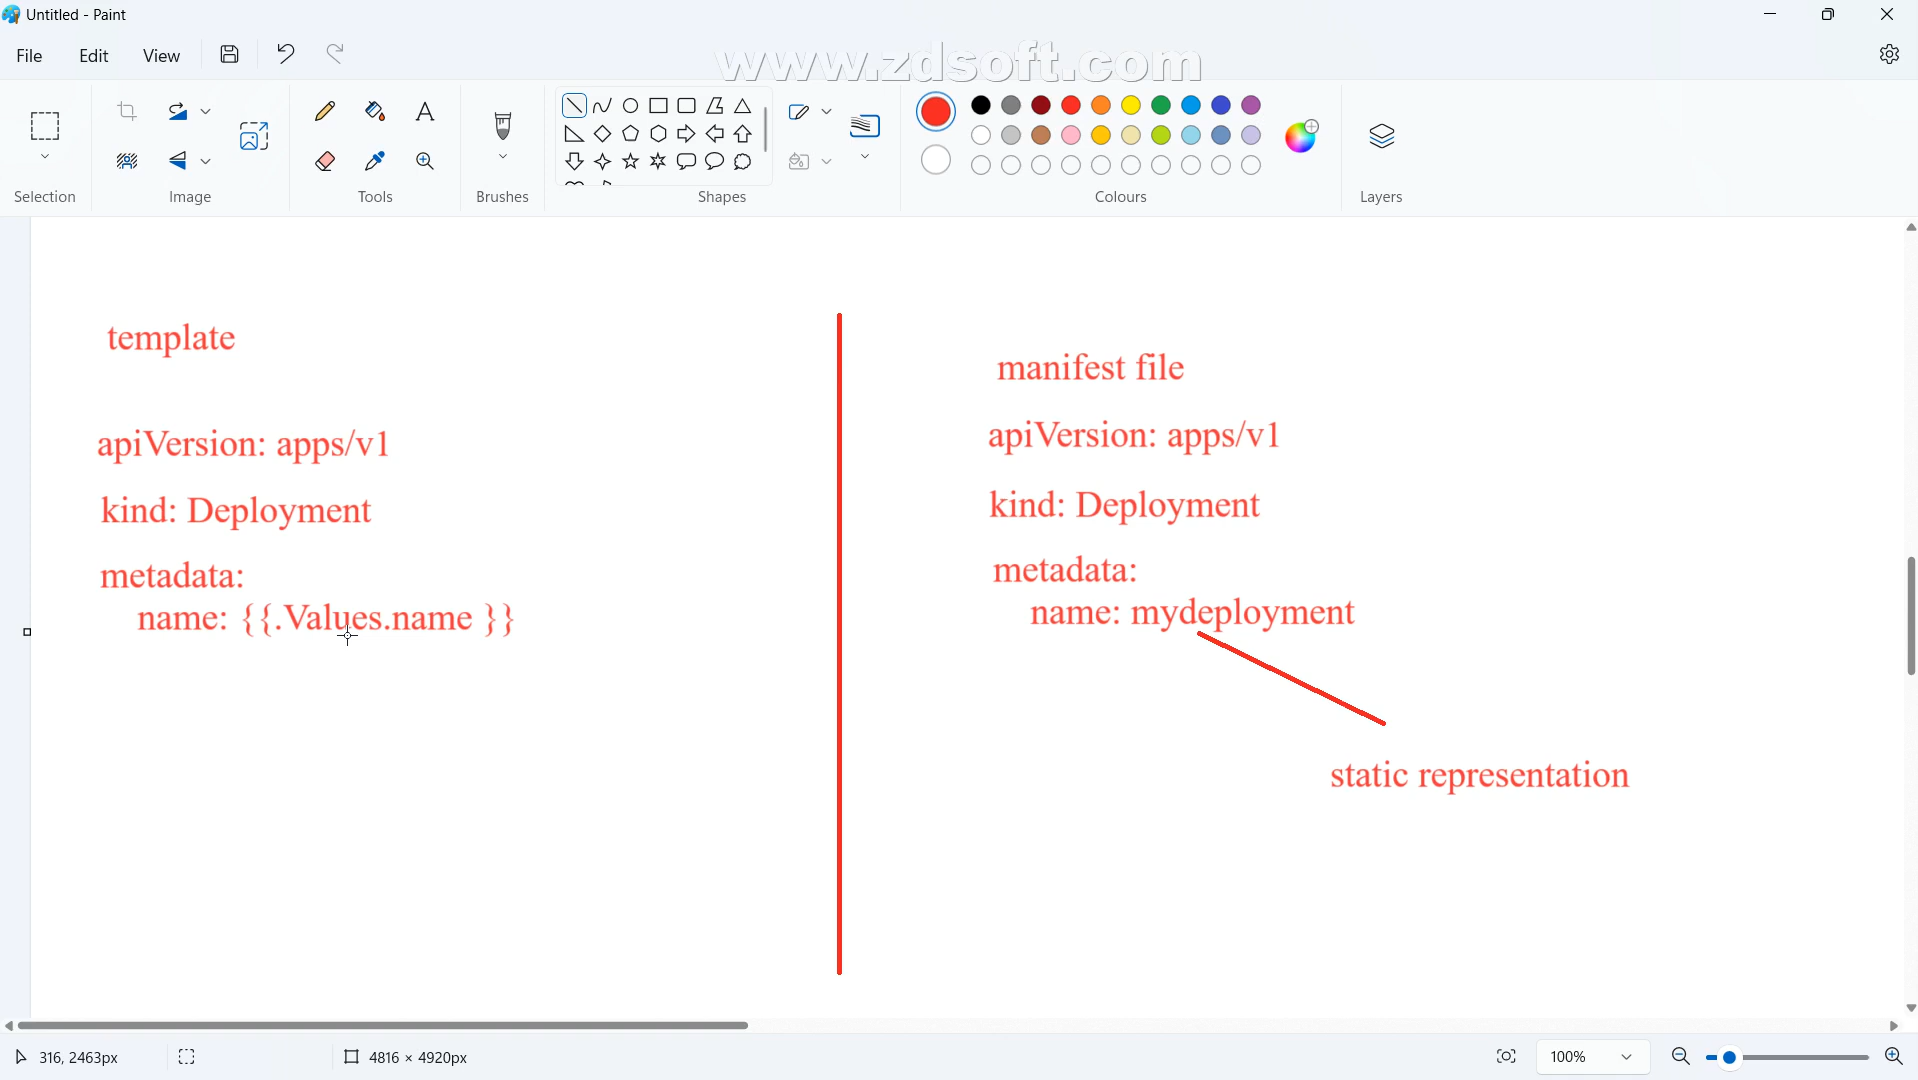 Untitled - Paint
File Edit View
www.zdsoft.com
Selection
Image
Tools
Brushes
Shapes
Colours
Layers
template
apiVersion: apps/v1
kind: Deployment
metadata:
name: {{.Values.name }}
manifest file
apiVersion: apps/v1
kind: Deployment
metadata:
name: mydeployment
static representation
316, 2463px
4816 × 4920px
100%